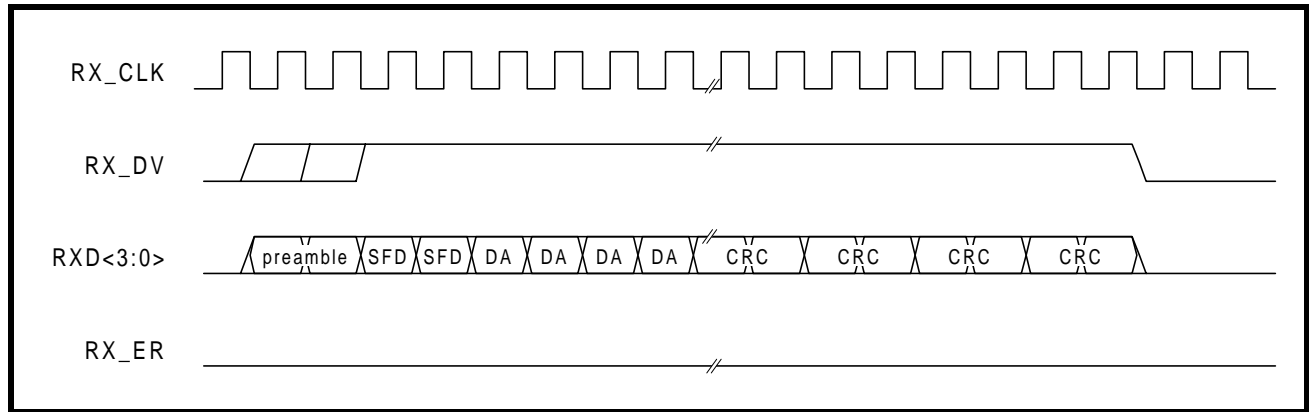 RX_CLK
RX_DV
RXD<3:0> preamble SFD SFD DA DA DA DA CRC CRC CRC CRC
RX_ER